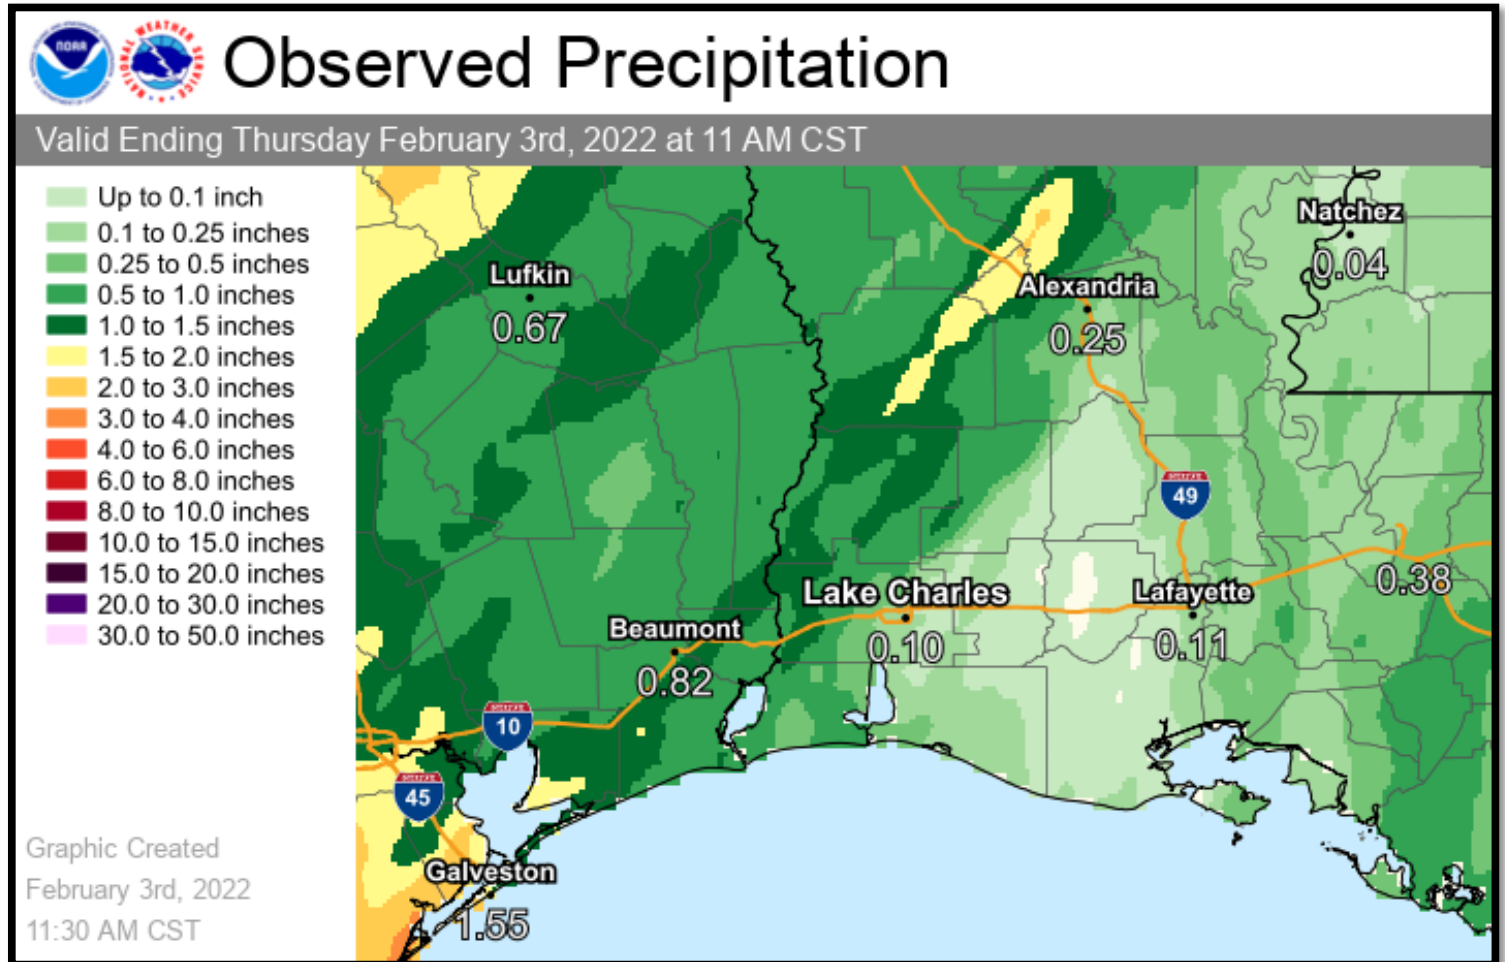 NOAA
NATIONAL WEATHER SERVICE
Observed Precipitation
Valid Ending Thursday February 3rd, 2022 at 11 AM CST
Up to 0.1 inch
0.1 to 0.25 inches
0.25 to 0.5 inches
0.5 to 1.0 inches
1.0 to 1.5 inches
1.5 to 2.0 inches
2.0 to 3.0 inches
3.0 to 4.0 inches
4.0 to 6.0 inches
6.0 to 8.0 inches
8.0 to 10.0 inches
10.0 to 15.0 inches
15.0 to 20.0 inches
20.0 to 30.0 inches
30.0 to 50.0 inches
Graphic Created
February 3rd, 2022
11:30 AM CST
Natchez
0.04
Lufkin
0.67
Alexandria
0.25
49
Lake Charles
0.10
Lafayette
0.11
0.38
Beaumont
0.82
10
45
Galveston
1.55